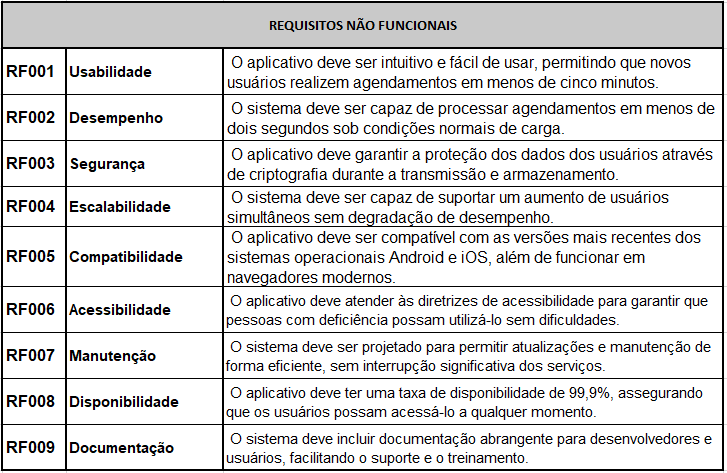 REQUISITOS NÃO FUNCIONAIS
RF001 Usabilidade O aplicativo deve ser intuitivo e fácil de usar, permitindo que novos
usuários realizem agendamentos em menos de cinco minutos.
RF002 Desempenho O sistema deve ser capaz de processar agendamentos em menos de
dois segundos sob condições normais de carga.
RF003 Segurança O aplicativo deve garantir a proteção dos dados dos usuários através
de criptografia durante a transmissão e armazenamento.
RF004 Escalabilidade O sistema deve ser capaz de suportar um aumento de usuários
simultâneos sem degradação de desempenho.
RF005 Compatibilidade O aplicativo deve ser compatível com as versões mais recentes dos
sistemas operacionais Android e iOS, além de funcionar em
navegadores modernos.
RF006 Acessibilidade O aplicativo deve atender às diretrizes de acessibilidade para garantir que
pessoas com deficiência possam utilizá-lo sem dificuldades.
RF007 Manutenção O sistema deve ser projetado para permitir atualizações e manutenção de
forma eficiente, sem interrupção significativa dos serviços.
RF008 Disponibilidade O aplicativo deve ter uma taxa de disponibilidade de 99,9%, assegurando
que os usuários possam acessá-lo a qualquer momento.
RF009 Documentação O sistema deve incluir documentação abrangente para desenvolvedores e
usuários, facilitando o suporte e o treinamento.